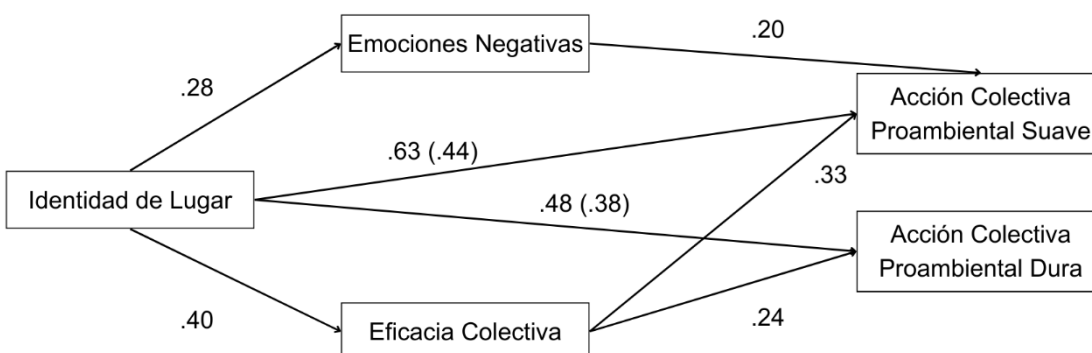 Emociones Negativas
.20
.28
Acción Colectiva
Proambiental Suave
.63 (.44)
.33
Identidad de Lugar
.48 (.38)
Acción Colectiva
Proambiental Dura
.40
Eficacia Colectiva
.24